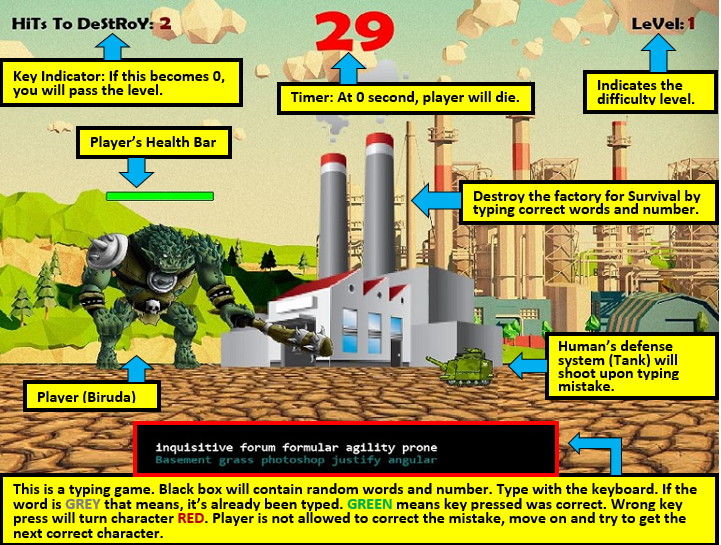 HiTs To DeStRoY: 2
29
LeVel: 1
Key Indicator: If this becomes 0,
you will pass the level.
Timer: At 0 second, player will die.
Indicates the
difficulty level.
Player's Health Bar
Destroy the factory for Survival by
typing correct words and number.
Human's defense
system (Tank) will
shoot upon typing
mistake.
Player (Biruda)
inquisitive forum formular agility prone
Basement grass photoshop justify angular
This is a typing game. Black box will contain random words and number. Type with the keyboard. If the
word is GREY that means, it's already been typed. GREEN means key pressed was correct. Wrong key
press will turn character RED. Player is not allowed to correct the mistake, move on and try to get the
next correct character.